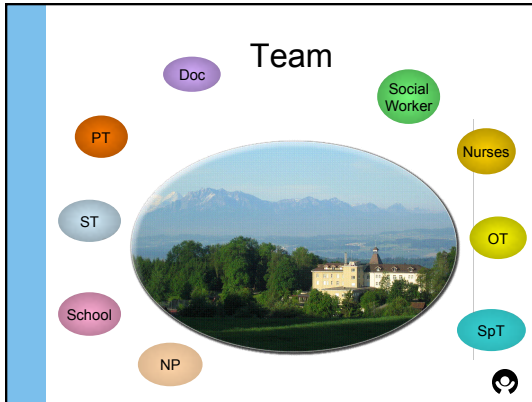 Team
Doc
Social
Worker
PT
Nurses
ST
OT
School
SpT
NP